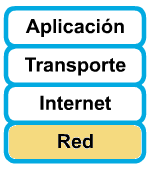 Aplicación
Transporte
Internet
Red